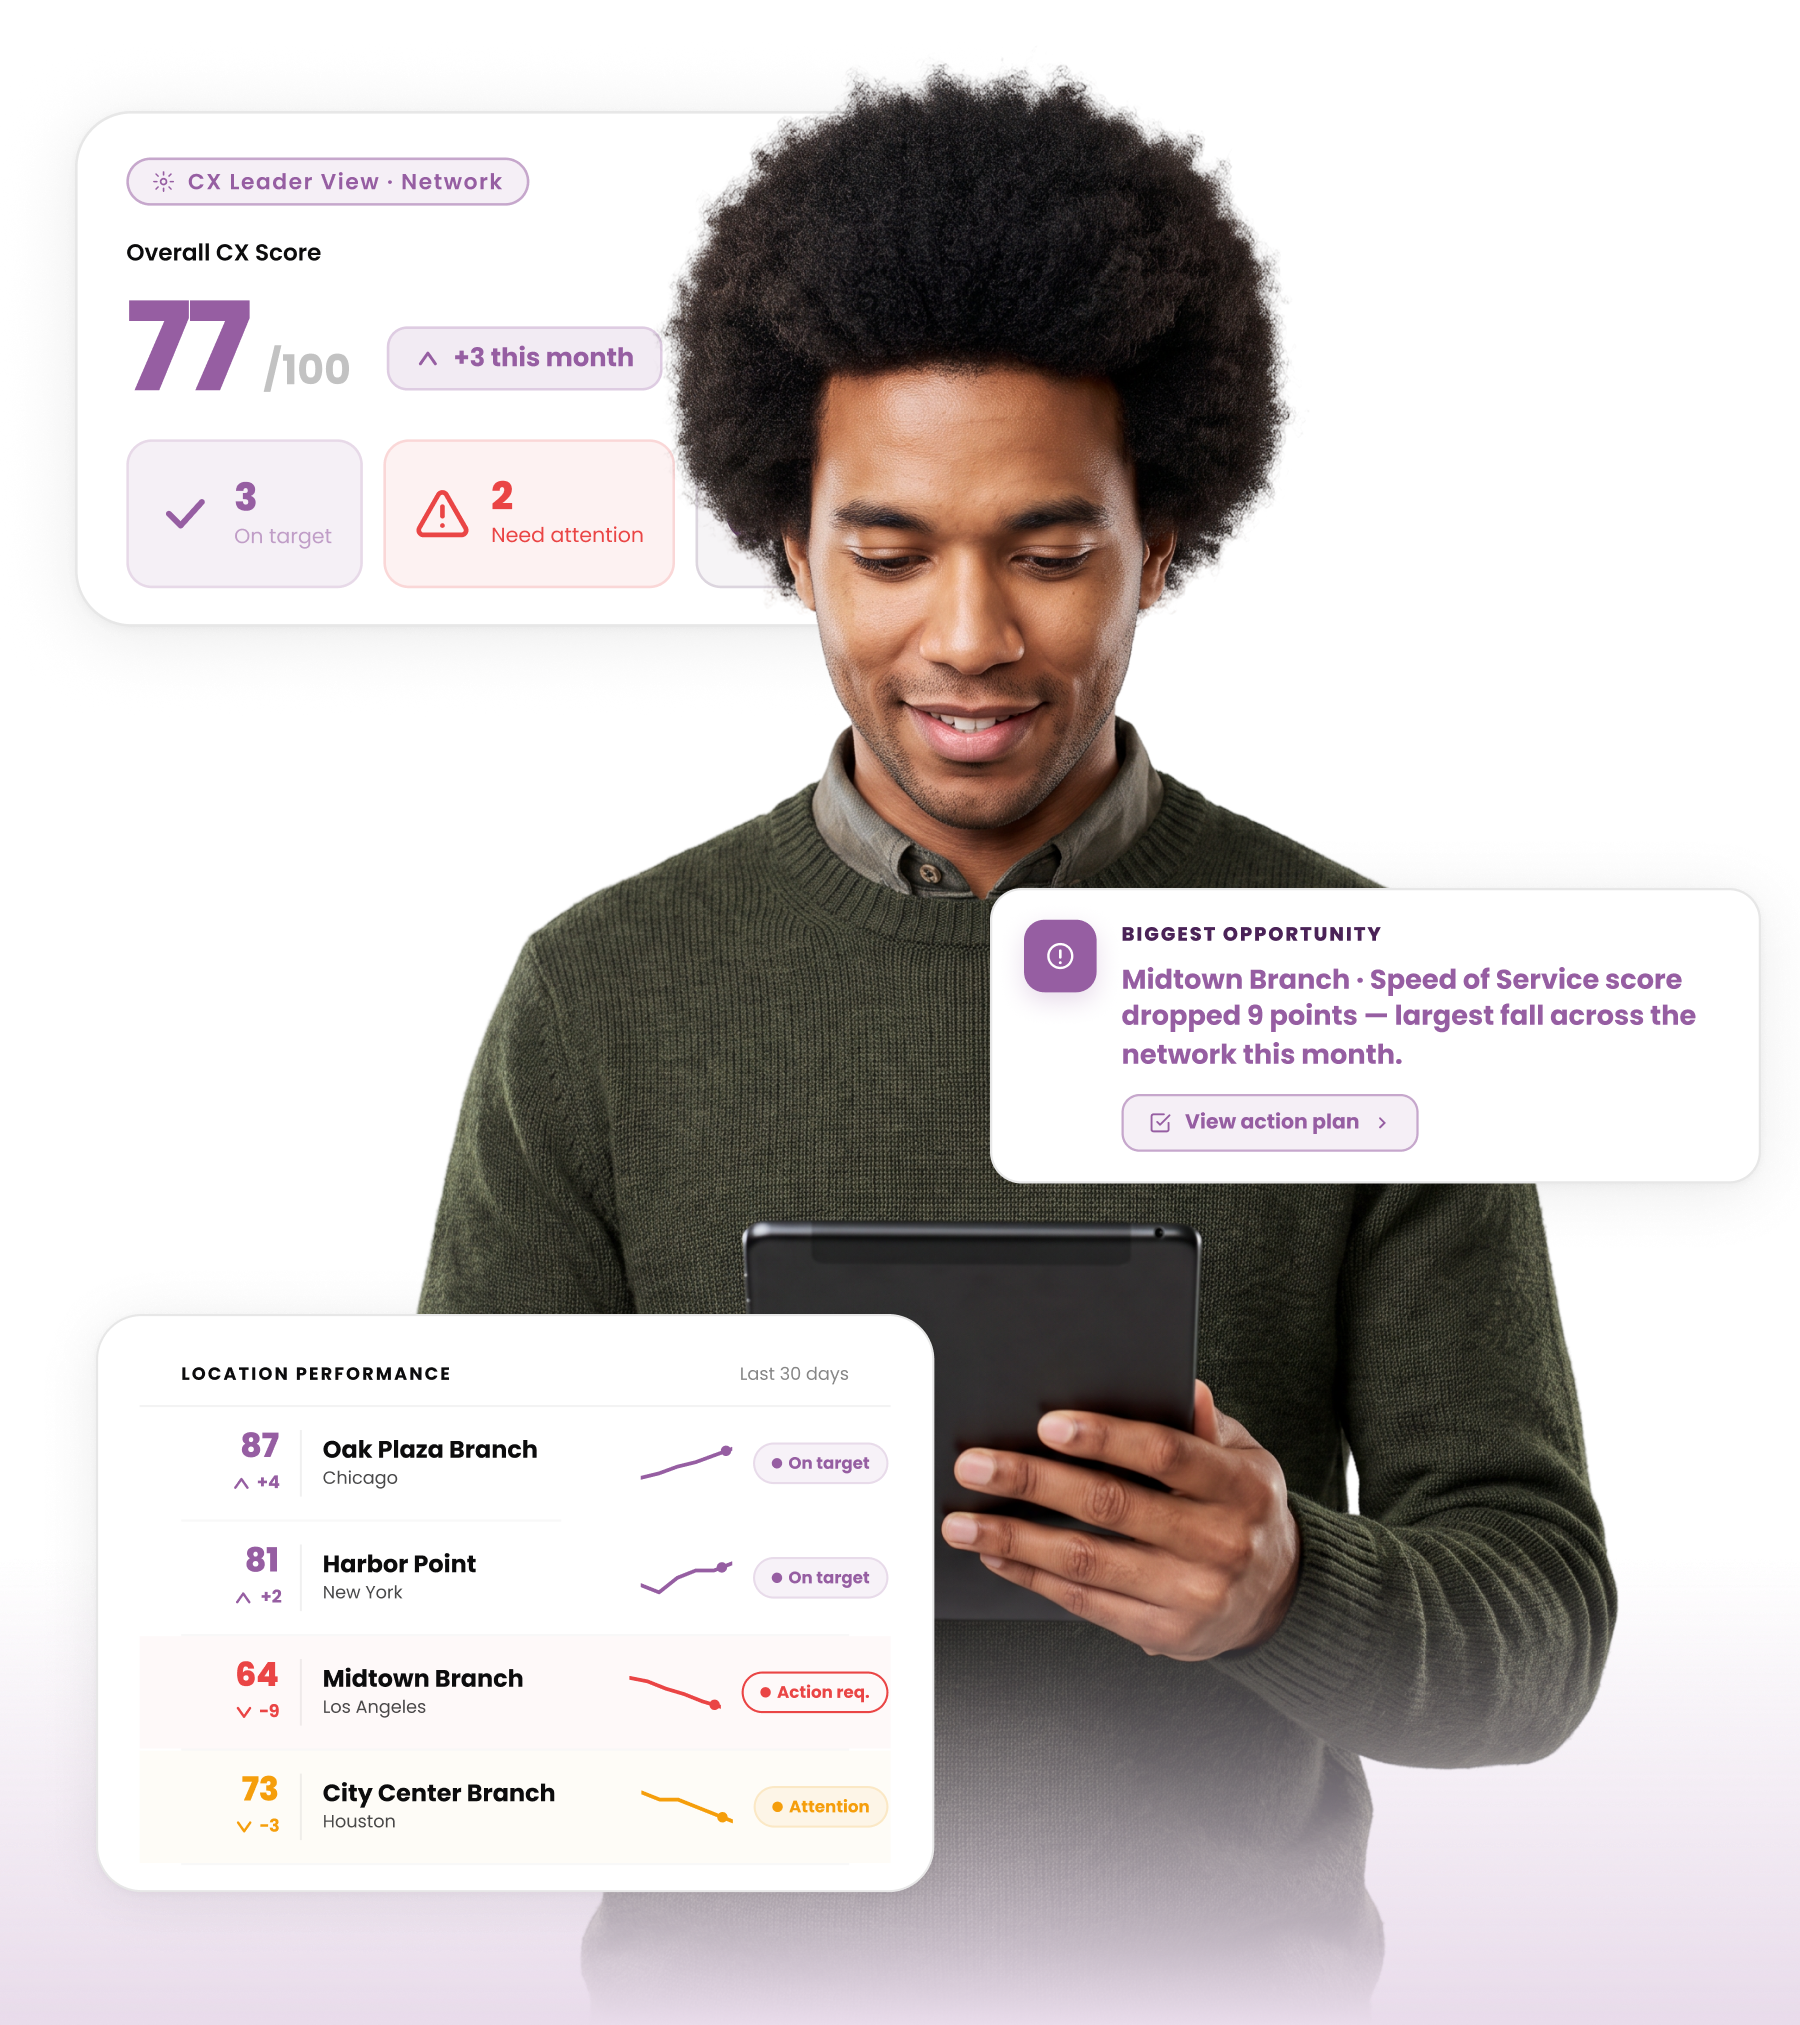 CX Leader View · Network
Overall CX Score
77 /100
+3 this month
3
On target
2
Need attention
BIGGEST OPPORTUNITY
Midtown Branch · Speed of Service score
dropped 9 points — largest fall across the
network this month.
View action plan
LOCATION PERFORMANCE
Last 30 days
87
+4
Oak Plaza Branch
Chicago
On target
81
+2
Harbor Point
New York
On target
64
-9
Midtown Branch
Los Angeles
Action req.
73
-3
City Center Branch
Houston
Attention